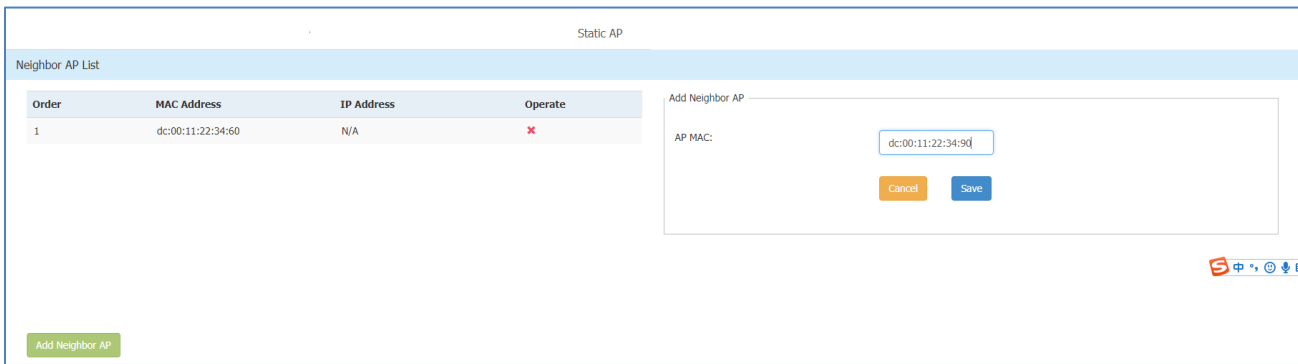 Static AP
Neighbor AP List
Order MAC Address IP Address Operate
1 dc:00:11:22:34:60 N/A
Add Neighbor AP
AP MAC: dc:00:11:22:34:90
Cancel Save
S 中
Add Neighbor AP